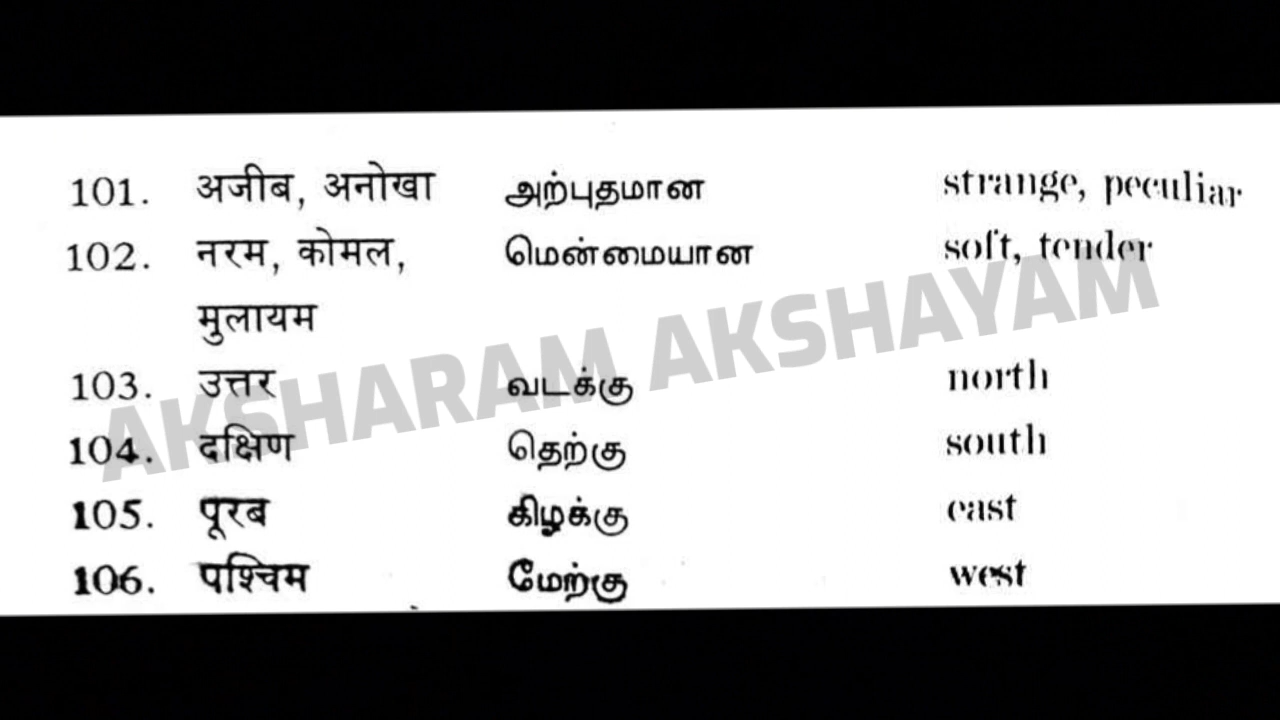 101. अजीब, अनोखा அற்புதமான strange, peculiar
102. नरम, कोमल, மென்மையான soft, tender
मुलायम
AKSHARAM AKSHAYAM
103. उत्तर வடக்கு north
104. दक्षिण தெற்கு south
105. पूरब கிழக்கு east
106. पश्चिम மேற்கு west